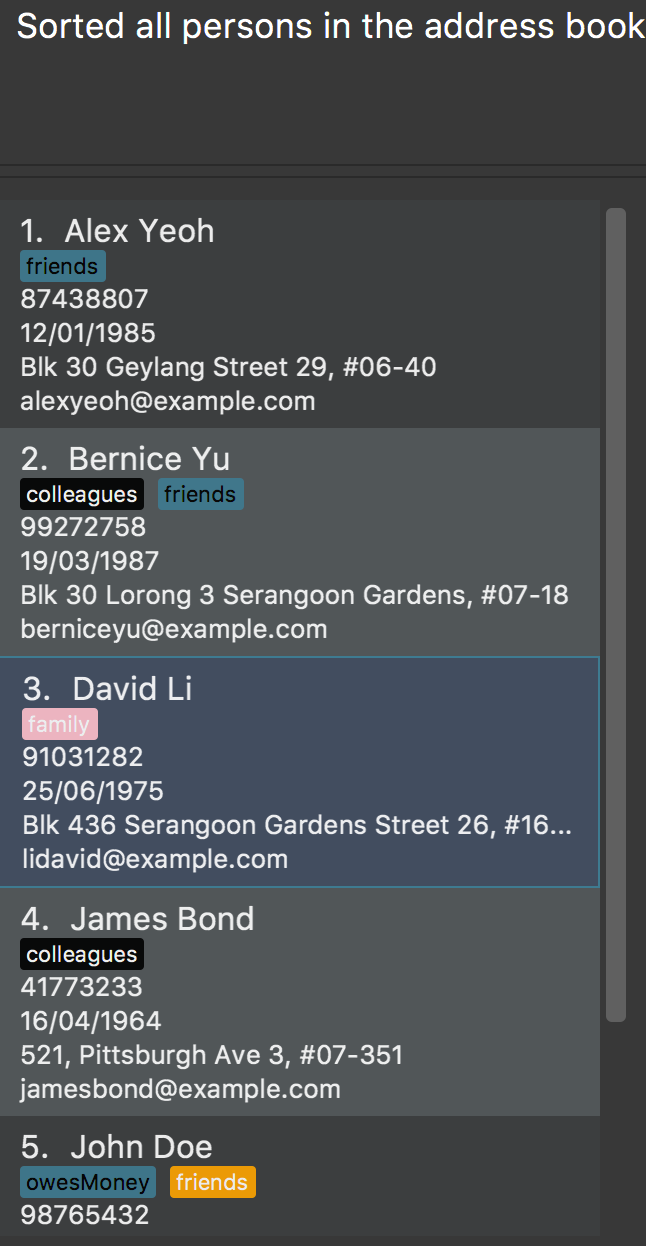 Sorted all persons in the address book
1. Alex Yeoh
friends
87438807
12/01/1985
Blk 30 Geylang Street 29, #06-40
alexyeoh@example.com
2. Bernice Yu
colleagues friends
99272758
19/03/1987
Blk 30 Lorong 3 Serangoon Gardens, #07-18
berniceyu@example.com
3. David Li
family
91031282
25/06/1975
Blk 436 Serangoon Gardens Street 26, #16...
lidavid@example.com
4. James Bond
colleagues
41773233
16/04/1964
521, Pittsburgh Ave 3, #07-351
jamesbond@example.com
5. John Doe
owesMoney friends
98765432